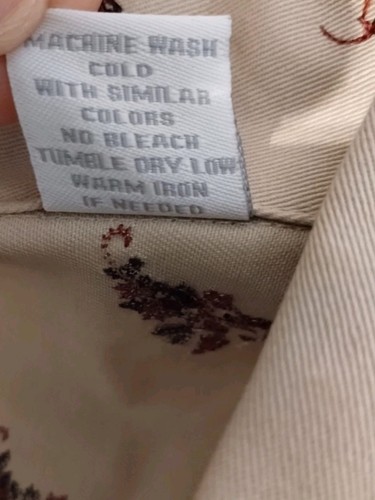 MACHINE WASH
COLD
WITH SIMILAR
COLORS
NO BLEACH
TUMBLE DRY LOW
WARM IRON
IF NEEDED